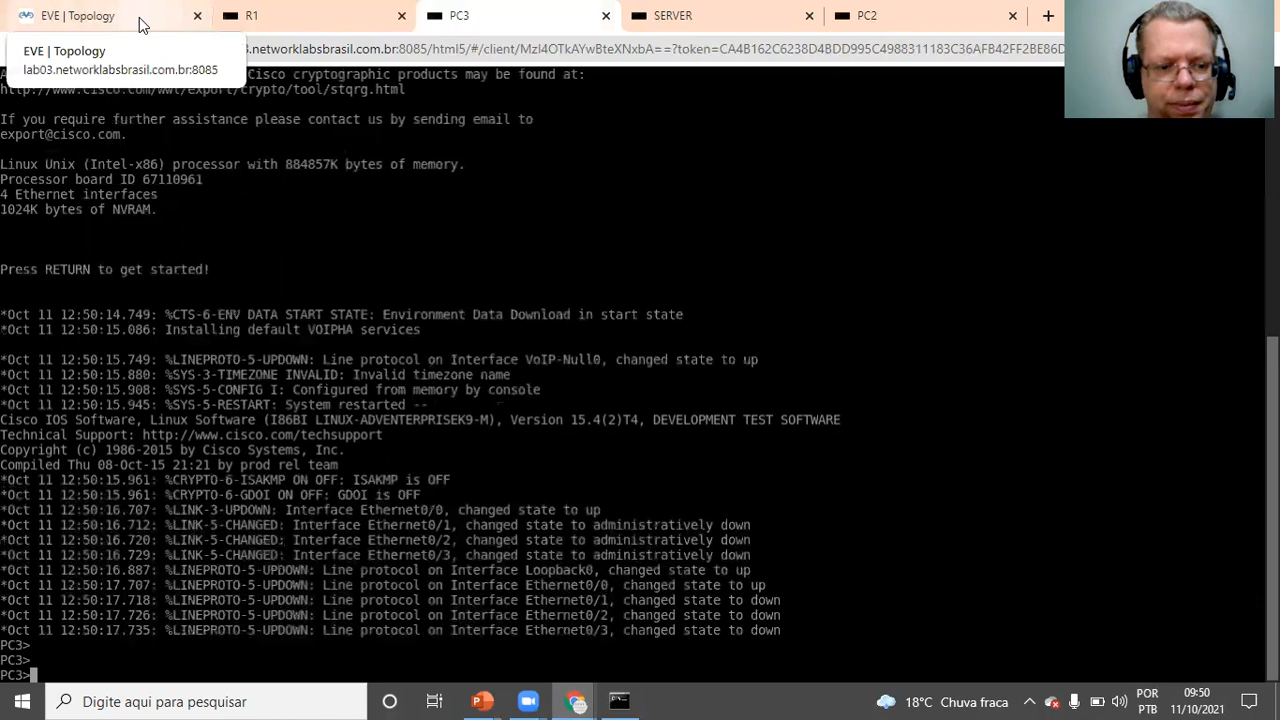 EVE | Topology
R1
PC3
SERVER
PC2
EVE | Topology
lab03.networklabsbrasil.com.br:8085
3.networklabsbrasil.com.br:8085/html5/#/client/MzI4OTkAYwBteXNxbA==?token=CA4B162C6238D4BDD995C4988311183C36AFB42FF37EBE86D
Cisco cryptographic products may be found at:
http://www.cisco.com/wwl/export/crypto/tool/stqrg.html
If you require further assistance please contact us by sending email to
export@cisco.com.
Linux Unix (Intel-x86) processor with 884857K bytes of memory.
Processor board ID 67110961
4 Ethernet interfaces
1024K bytes of NVRAM.
Press RETURN to get started!
*Oct 11 12:50:14.749: %CTS-6-ENV DATA START STATE: Environment Data Download in start state
*Oct 11 12:50:15.086: Installing default VOIPHA services
*Oct 11 12:50:15.749: %LINEPROTO-5-UPDOWN: Line protocol on Interface VoIP-Null0, changed state to up
*Oct 11 12:50:15.880: %SYS-3-TIMEZONE INVALID: Invalid timezone name
*Oct 11 12:50:15.908: %SYS-5-CONFIG I: Configured from memory by console
*Oct 11 12:50:15.945: %SYS-5-RESTART: System restarted --
Cisco IOS Software, Linux Software (I86BI LINUX-ADVENTERPRISEK9-M), Version 15.4(2)T4, DEVELOPMENT TEST SOFTWARE
Technical Support: http://www.cisco.com/techsupport
Copyright (c) 1986-2015 by Cisco Systems, Inc.
Compiled Thu 08-Oct-15 21:21 by prod rel team
*Oct 11 12:50:15.961: %CRYPTO-6-ISAKMP ON OFF: ISAKMP is OFF
*Oct 11 12:50:15.961: %CRYPTO-6-GDOI ON OFF: GDOI is OFF
*Oct 11 12:50:16.707: %LINK-3-UPDOWN: Interface Ethernet0/0, changed state to up
*Oct 11 12:50:16.712: %LINK-5-CHANGED: Interface Ethernet0/1, changed state to administratively down
*Oct 11 12:50:16.720: %LINK-5-CHANGED: Interface Ethernet0/2, changed state to administratively down
*Oct 11 12:50:16.729: %LINK-5-CHANGED: Interface Ethernet0/3, changed state to administratively down
*Oct 11 12:50:16.887: %LINEPROTO-5-UPDOWN: Line protocol on Interface Loopback0, changed state to up
*Oct 11 12:50:17.707: %LINEPROTO-5-UPDOWN: Line protocol on Interface Ethernet0/0, changed state to up
*Oct 11 12:50:17.718: %LINEPROTO-5-UPDOWN: Line protocol on Interface Ethernet0/1, changed state to down
*Oct 11 12:50:17.726: %LINEPROTO-5-UPDOWN: Line protocol on Interface Ethernet0/2, changed state to down
*Oct 11 12:50:17.735: %LINEPROTO-5-UPDOWN: Line protocol on Interface Ethernet0/3, changed state to down
PC3>
PC3>
PC3>
Digite aqui para pesquisar
18°C Chuva fraca
POR
PTB
09:50
11/10/2021